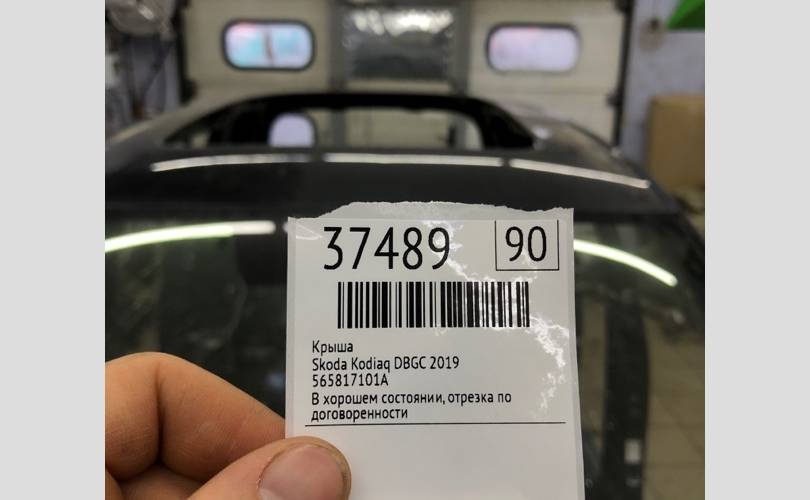 37489 90
Крыша
Skoda Kodiaq DBGC 2019
565817101A
В хорошем состоянии, отрезка по
договоренности